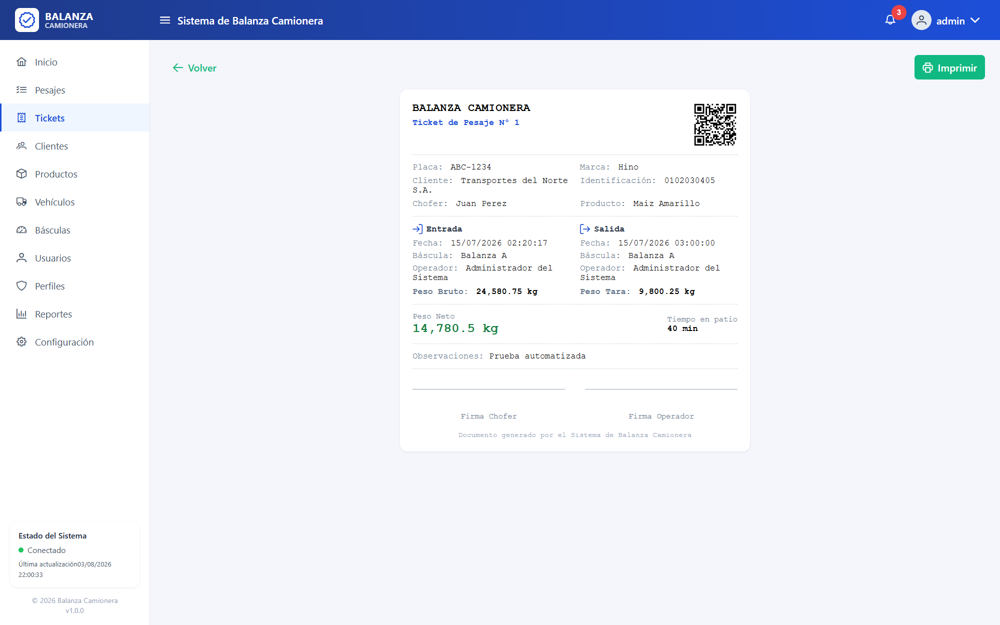 BALANZA
CAMIONERA
Sistema de Balanza Camionera
3
admin
Inicio
Pesajes
Tickets
Clientes
Productos
Vehículos
Básculas
Usuarios
Perfiles
Reportes
Configuración
Estado del Sistema
Conectado
Última actualización03/08/2026
22:00:33
© 2026 Balanza Camionera
v1.0.0
Volver
Imprimir
BALANZA CAMIONERA
Ticket de Pesaje N° 1
Placa: ABC-1234
Marca: Hino
Cliente: Transportes del Norte
S.A.
Identificación: 0102030405
Chofer: Juan Perez
Producto: Maiz Amarillo
Entrada
Fecha: 15/07/2026 02:20:17
Báscula: Balanza A
Operador: Administrador del
Sistema
Peso Bruto: 24,580.75 kg
Salida
Fecha: 15/07/2026 03:00:00
Báscula: Balanza A
Operador: Administrador del
Sistema
Peso Tara: 9,800.25 kg
Peso Neto
14,780.5 kg
Tiempo en patio
40 min
Observaciones: Prueba automatizada
Firma Chofer
Firma Operador
Documento generado por el Sistema de Balanza Camionera